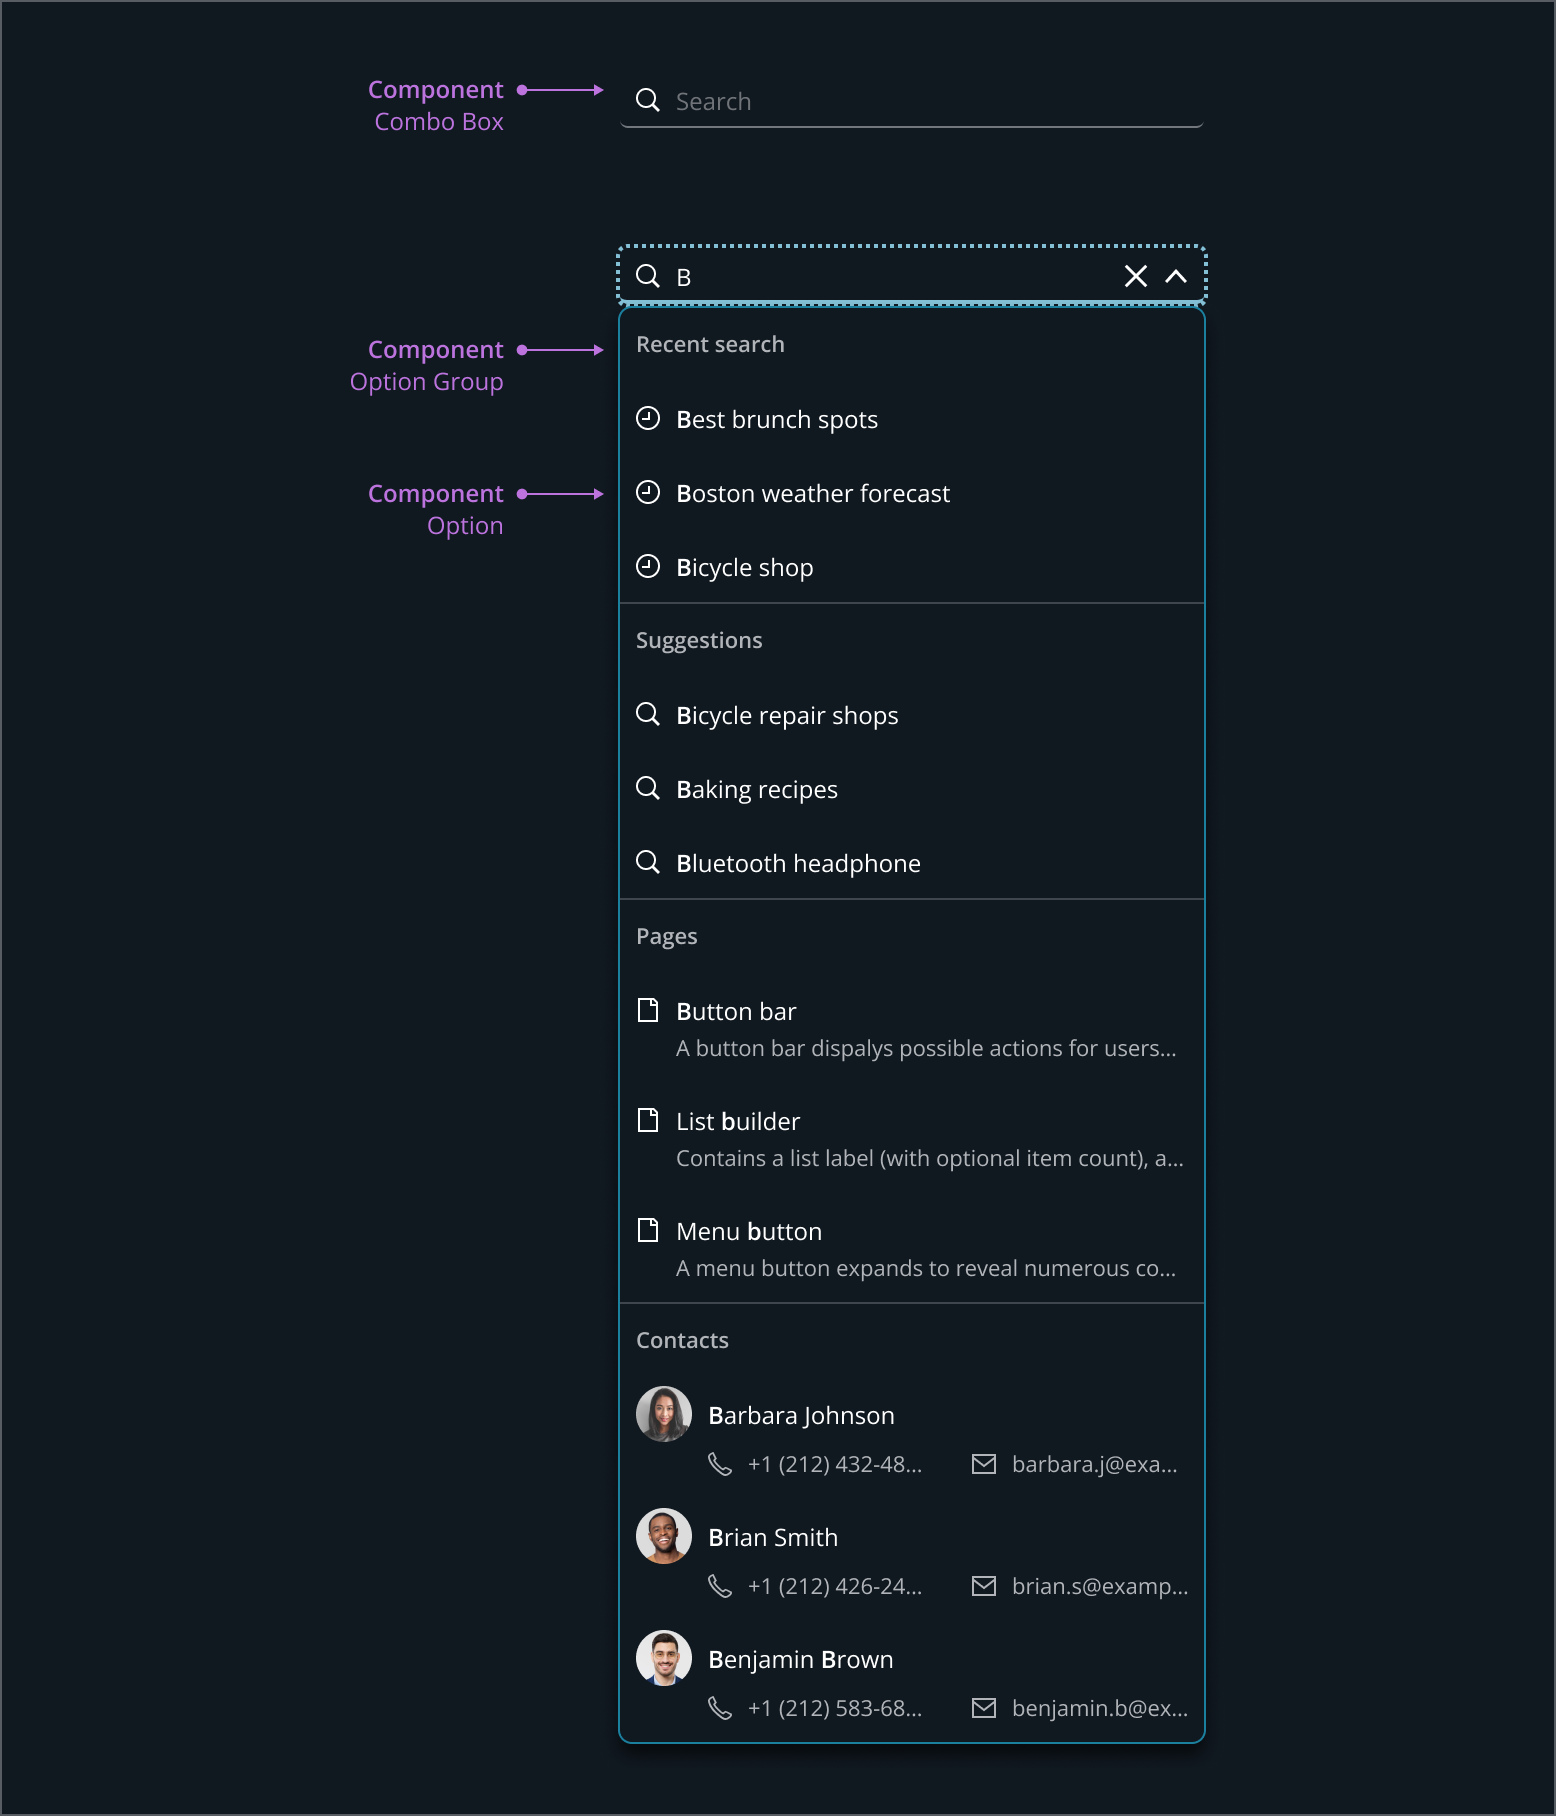 Component
Combo Box
Search
B
Component
Option Group
Recent search
Best brunch spots
Component
Option
Boston weather forecast
Bicycle shop
Suggestions
Bicycle repair shops
Baking recipes
Bluetooth headphone
Pages
Button bar
A button bar dispalys possible actions for users...
List builder
Contains a list label (with optional item count), a...
Menu button
A menu button expands to reveal numerous co...
Contacts
Barbara Johnson
+1 (212) 432-48... barbara.j@exa...
Brian Smith
+1 (212) 426-24... brian.s@examp...
Benjamin Brown
+1 (212) 583-68... benjamin.b@ex...